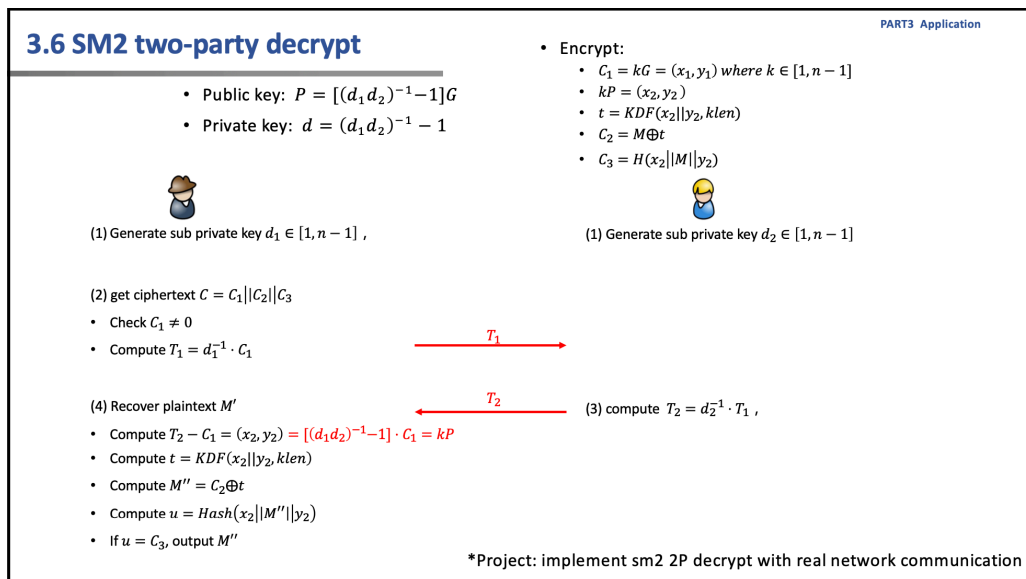 PART3 Application
3.6 SM2 two-party decrypt
• Public key: P = [(d₁d₂)⁻¹−1]G
• Private key: d = (d₁d₂)⁻¹ − 1
• Encrypt:
• C₁ = kG = (x₁, y₁) where k ∈ [1, n − 1]
• kP = (x₂, y₂)
• t = KDF(x₂||y₂, klen)
• C₂ = M⊕t
• C₃ = H(x₂||M||y₂)
(1) Generate sub private key d₁ ∈ [1, n − 1] ,
(1) Generate sub private key d₂ ∈ [1, n − 1]
(2) get ciphertext C = C₁||C₂||C₃
• Check C₁ ≠ 0
• Compute T₁ = d₁⁻¹ · C₁
T₁
T₂
(3) compute T₂ = d₂⁻¹ · T₁ ,
(4) Recover plaintext M′
• Compute T₂ − C₁ = (x₂, y₂) = [(d₁d₂)⁻¹−1] · C₁ = kP
• Compute t = KDF(x₂||y₂, klen)
• Compute M′′ = C₂⊕t
• Compute u = Hash(x₂||M′′||y₂)
• If u = C₃, output M′′
*Project: implement sm2 2P decrypt with real network communication